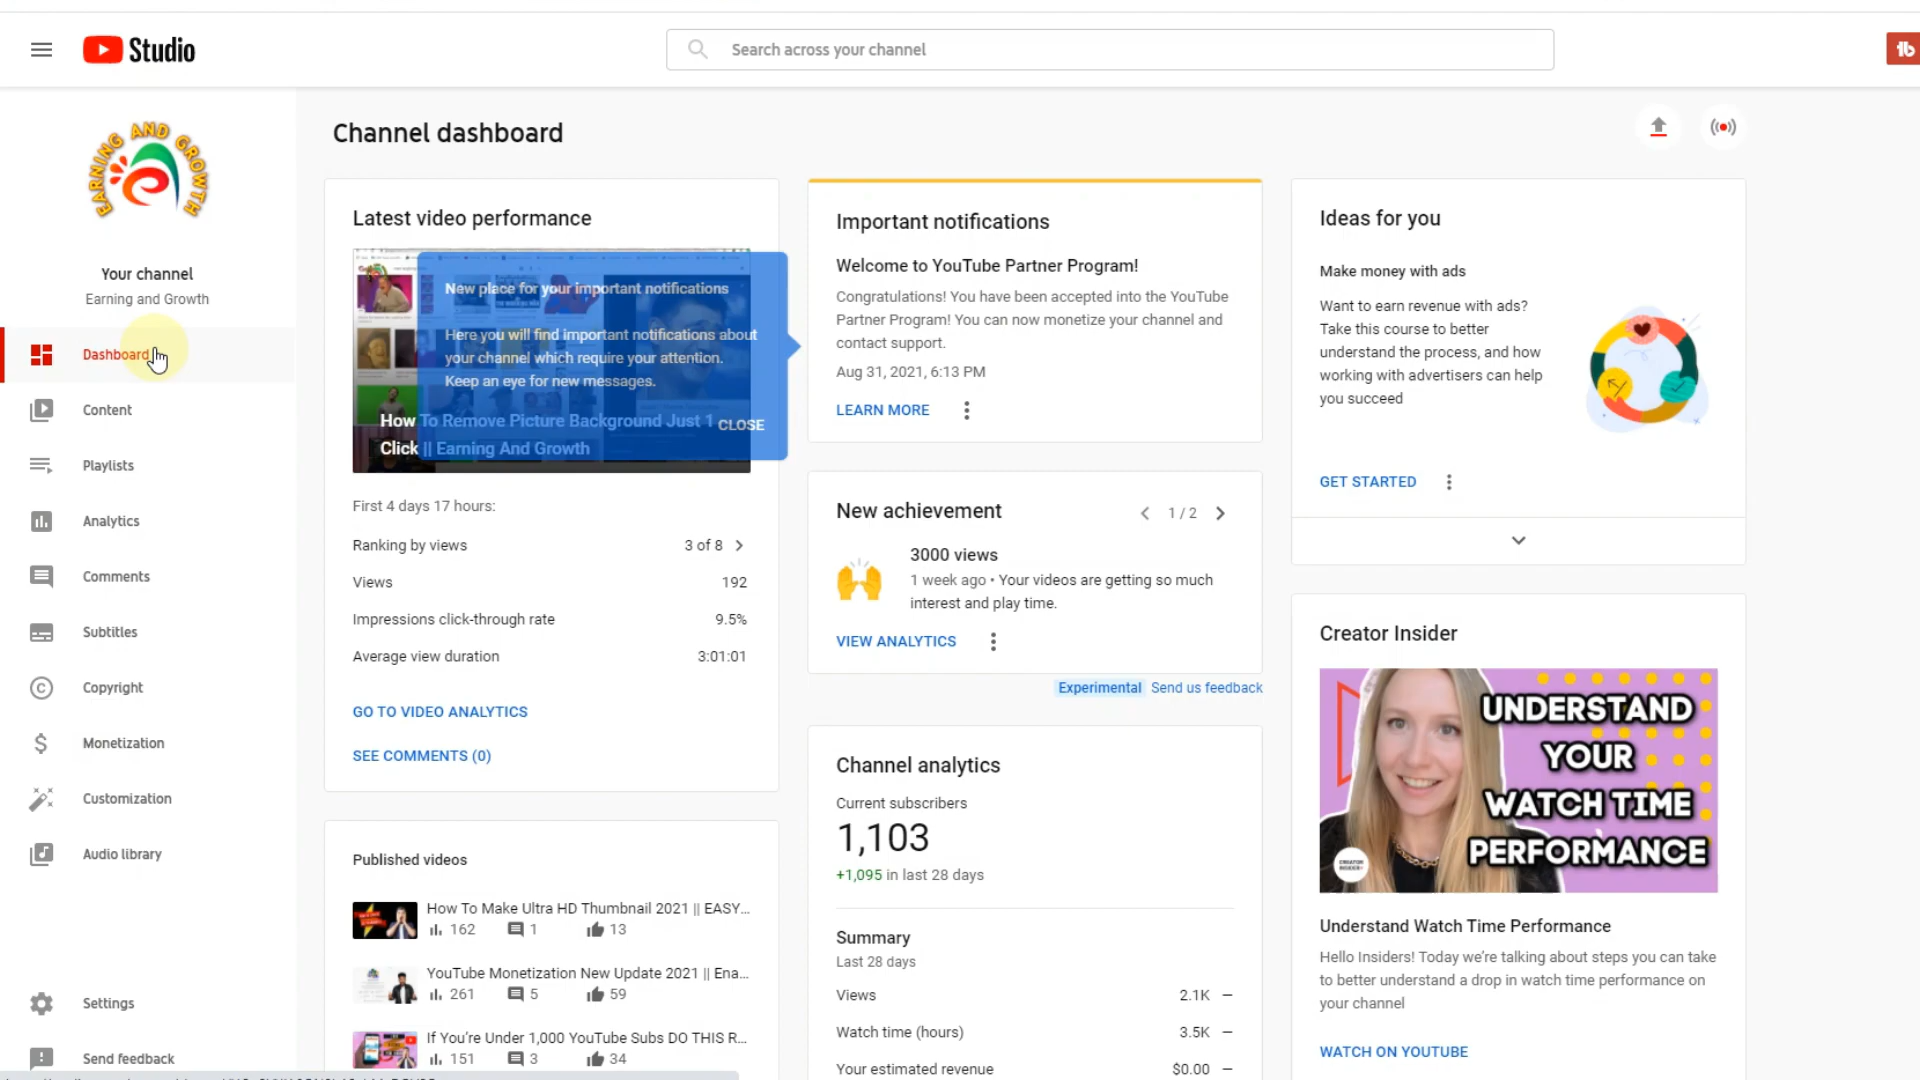 Studio
Search across your channel
EARNING AND GROWTH
Your channel
Earning and Growth
Dashboard
Content
Playlists
Analytics
Comments
Subtitles
Copyright
Monetization
Customization
Audio library
Settings
Send feedback
Channel dashboard
Latest video performance
New place for your important notifications
Here you will find important notifications about
your channel which require your attention.
Keep an eye for new messages.
CLOSE
How To Remove Picture Background Just 1
Click || Earning And Growth
First 4 days 17 hours:
Ranking by views 3 of 8
Views 192
Impressions click-through rate 9.5%
Average view duration 3:01:01
GO TO VIDEO ANALYTICS
SEE COMMENTS (0)
Published videos
How To Make Ultra HD Thumbnail 2021 || EASY...
162 1 13
YouTube Monetization New Update 2021 || Ena...
261 5 59
If You're Under 1,000 YouTube Subs DO THIS R...
151 3 34
Important notifications
Welcome to YouTube Partner Program!
Congratulations! You have been accepted into the YouTube
Partner Program! You can now monetize your channel and
contact support.
Aug 31, 2021, 6:13 PM
LEARN MORE
New achievement 1 / 2
3000 views
1 week ago • Your videos are getting so much
interest and play time.
VIEW ANALYTICS
Experimental Send us feedback
Channel analytics
Current subscribers
1,103
+1,095 in last 28 days
Summary
Last 28 days
Views 2.1K —
Watch time (hours) 3.5K —
Your estimated revenue $0.00 —
Ideas for you
Make money with ads
Want to earn revenue with ads?
Take this course to better
understand the process, and how
working with advertisers can help
you succeed
GET STARTED
Creator Insider
UNDERSTAND
YOUR
WATCH TIME
PERFORMANCE
CREATOR
INSIDER
Understand Watch Time Performance
Hello Insiders! Today we're talking about steps you can take
to better understand a drop in watch time performance on
your channel
WATCH ON YOUTUBE